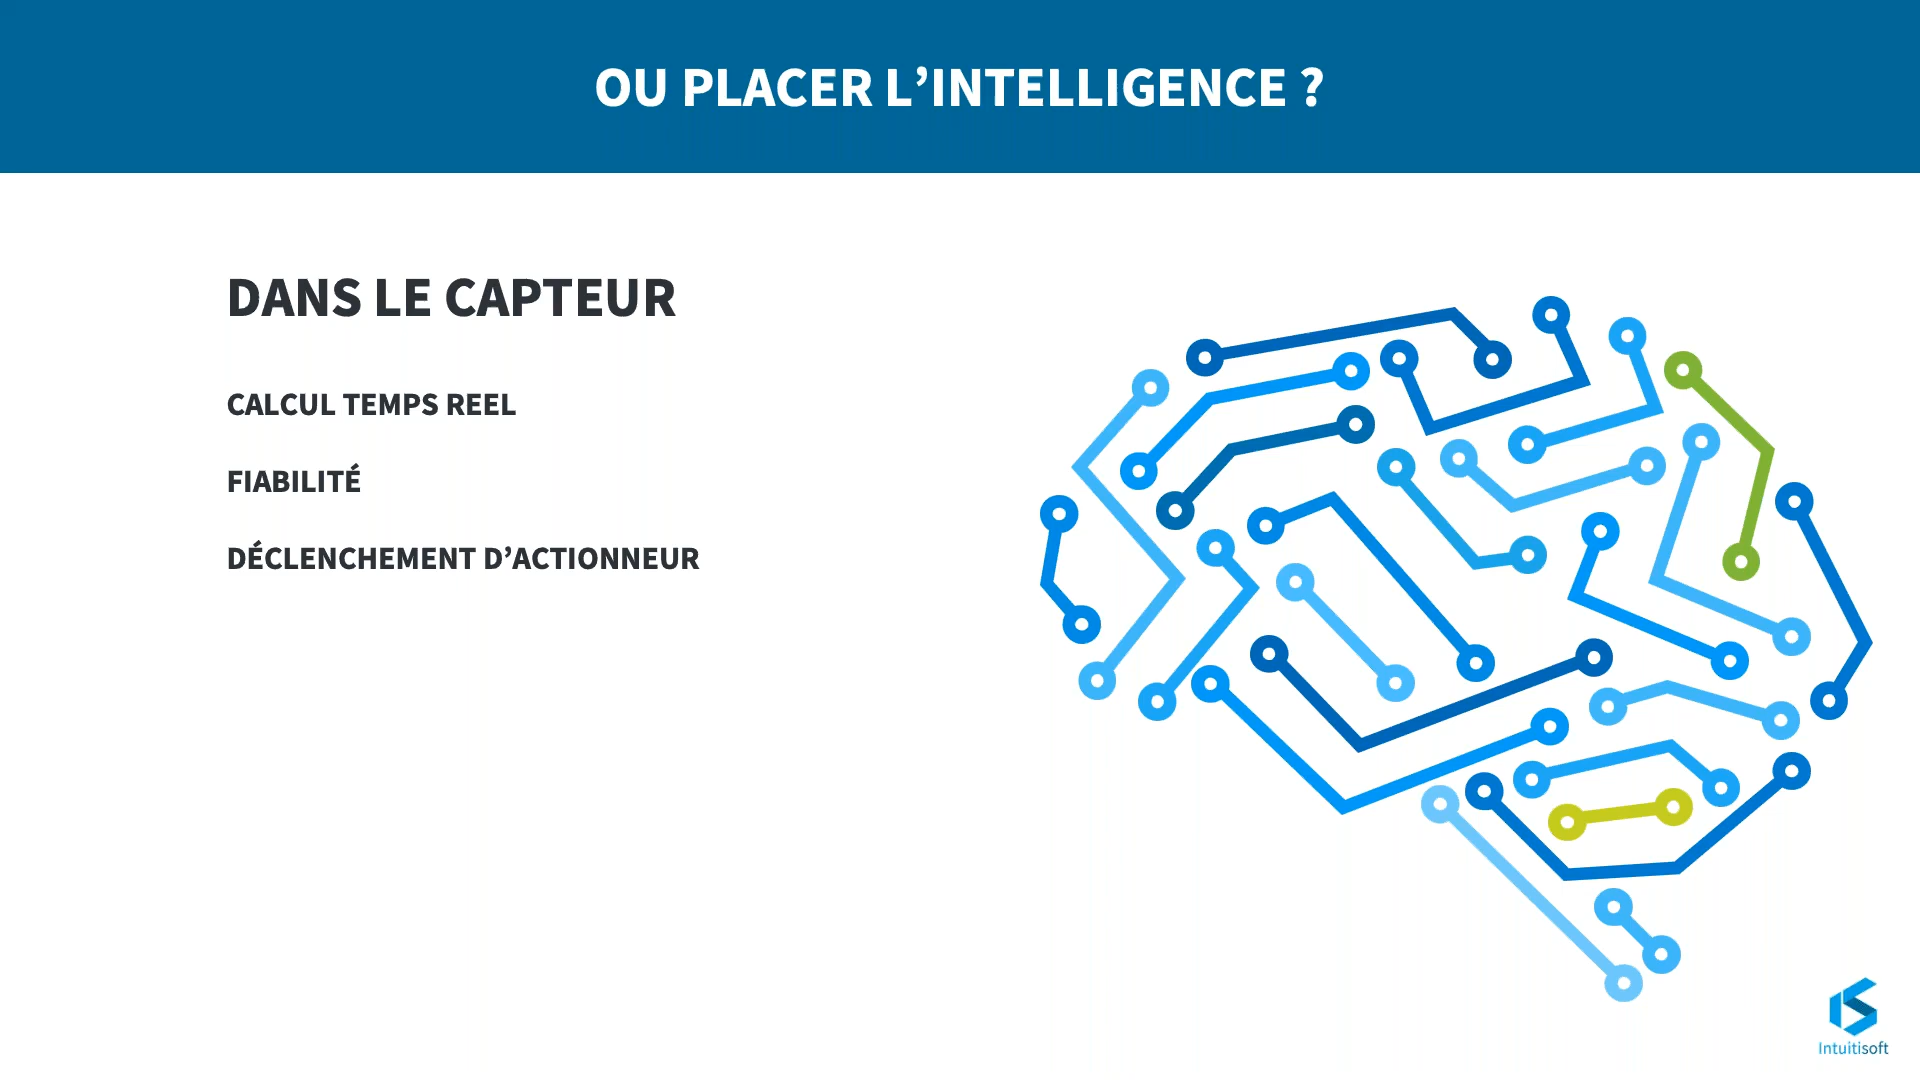 OU PLACER L’INTELLIGENCE ?
DANS LE CAPTEUR
CALCUL TEMPS REEL
FIABILITÉ
DÉCLENCHEMENT D’ACTIONNEUR
Intuitisoft